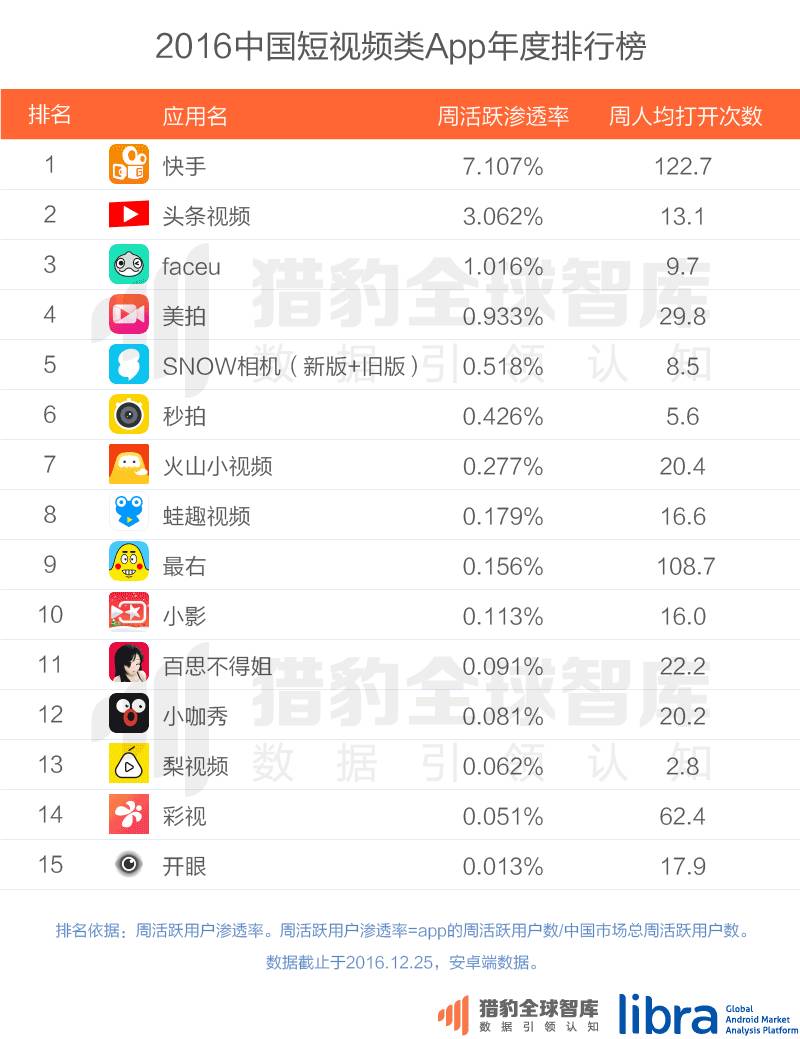 2016中国短视频类App年度排行榜
排名 应用名 周活跃渗透率 周人均打开次数
1 快手 7.107% 122.7
2 头条视频 3.062% 13.1
3 faceu 1.016% 9.7
4 美拍 0.933% 29.8
5 SNOW相机（新版+旧版） 0.518% 8.5
6 秒拍 0.426% 5.6
7 火山小视频 0.277% 20.4
8 蛙趣视频 0.179% 16.6
9 最右 0.156% 108.7
10 小影 0.113% 16.0
11 百思不得姐 0.091% 22.2
12 小咖秀 0.081% 20.2
13 梨视频 0.062% 2.8
14 彩视 0.051% 62.4
15 开眼 0.013% 17.9
猎豹全球智库
数据引领认知
猎豹全球智库
数据引领认知
排名依据：周活跃用户渗透率。周活跃用户渗透率=app的周活跃用户数/中国市场总周活跃用户数。
数据截止于2016.12.25，安卓端数据。
猎豹全球智库
数据引领认知
libra
Global
Android Market
Analysis Platform